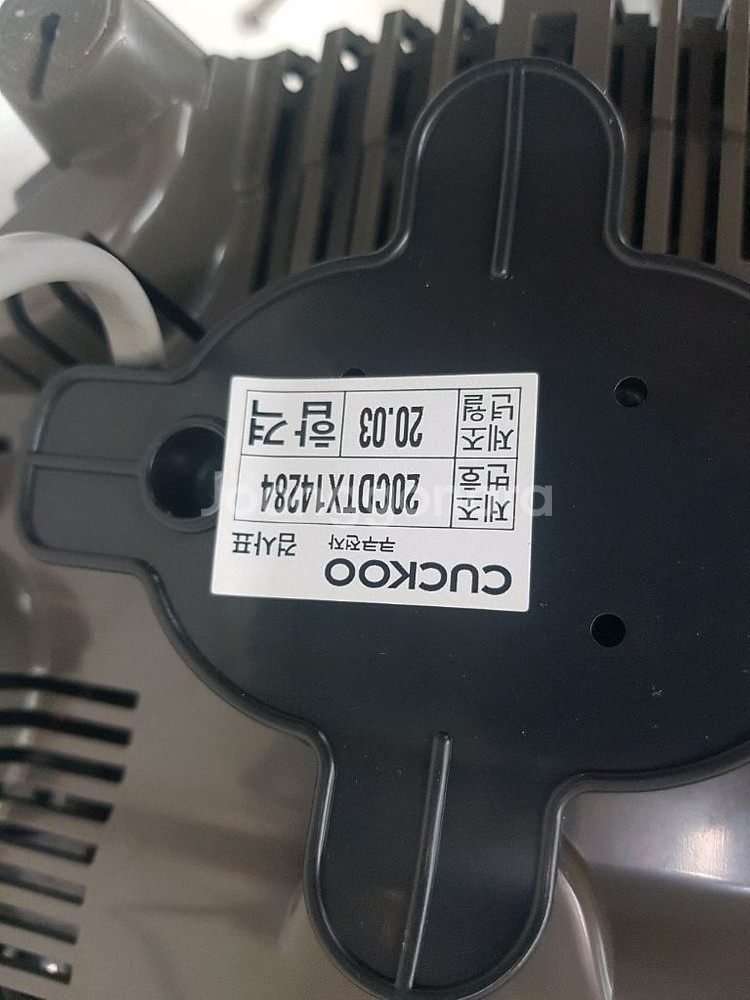 CUCKOO 쿠쿠전자 검사표
제조
번호
20CDTX14284
제조
년월
20.03
합격
Joonggonara